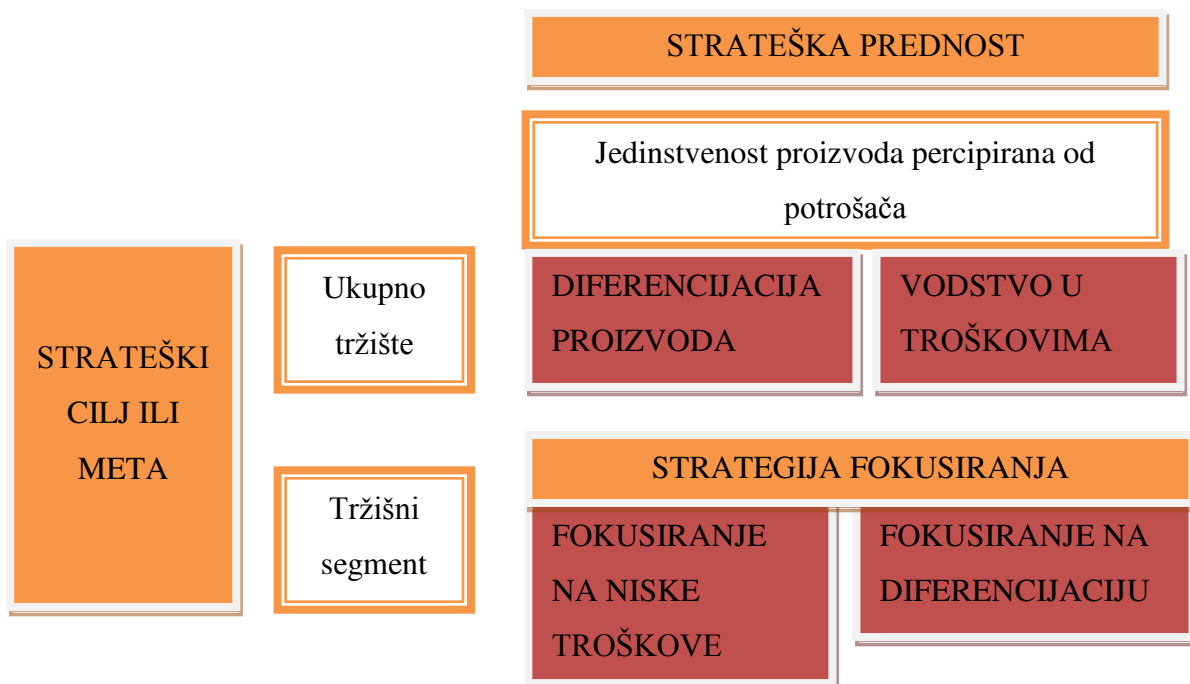 STRATEŠKA PREDNOST
Jedinstvenost proizvoda percipirana od
potrošača
STRATEŠKI
CILJ ILI
META
Ukupno
tržište
DIFERENCIJACIJA
PROIZVODA
VODSTVO U
TROŠKOVIMA
Tržišni
segment
STRATEGIJA FOKUSIRANJA
FOKUSIRANJE
NA NISKE
TROŠKOVE
FOKUSIRANJE NA
DIFERENCIJACIJU